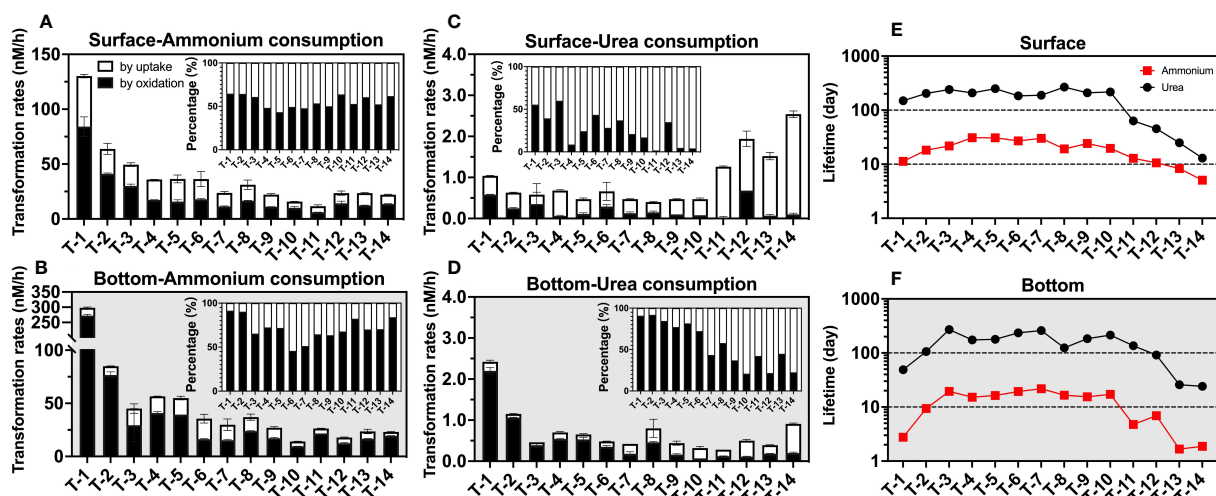 A
Surface-Ammonium consumption
Transformation rates (nM/h)
150
125
100
75
50
25
0
by uptake
by oxidation
Percentage (%)
100
50
0
T-1 T-2 T-3 T-4 T-5 T-6 T-7 T-8 T-9 T-10 T-11 T-12 T-13 T-14
T-1 T-2 T-3 T-4 T-5 T-6 T-7 T-8 T-9 T-10 T-11 T-12 T-13 T-14
C
Surface-Urea consumption
Transformation rates (nM/h)
4.0
3.0
2.0
1.5
1.0
0.5
0.0
Percentage (%)
100
50
0
T-1 T-2 T-3 T-4 T-5 T-6 T-7 T-8 T-9 T-10 T-11 T-12 T-13 T-14
T-1 T-2 T-3 T-4 T-5 T-6 T-7 T-8 T-9 T-10 T-11 T-12 T-13 T-14
E
Surface
Lifetime (day)
1000
100
10
1
Ammonium
Urea
T-1 T-2 T-3 T-4 T-5 T-6 T-7 T-8 T-9 T-10 T-11 T-12 T-13 T-14
B
Bottom-Ammonium consumption
Transformation rates (nM/h)
350
300
250
100
50
0
Percentage (%)
100
50
0
T-1 T-2 T-3 T-4 T-5 T-6 T-7 T-8 T-9 T-10 T-11 T-12 T-13 T-14
T-1 T-2 T-3 T-4 T-5 T-6 T-7 T-8 T-9 T-10 T-11 T-12 T-13 T-14
D
Bottom-Urea consumption
Transformation rates (nM/h)
4.0
3.0
2.0
1.5
1.0
0.5
0.0
Percentage (%)
100
50
0
T-1 T-2 T-3 T-4 T-5 T-6 T-7 T-8 T-9 T-10 T-11 T-12 T-13 T-14
T-1 T-2 T-3 T-4 T-5 T-6 T-7 T-8 T-9 T-10 T-11 T-12 T-13 T-14
F
Bottom
Lifetime (day)
1000
100
10
1
T-1 T-2 T-3 T-4 T-5 T-6 T-7 T-8 T-9 T-10 T-11 T-12 T-13 T-14